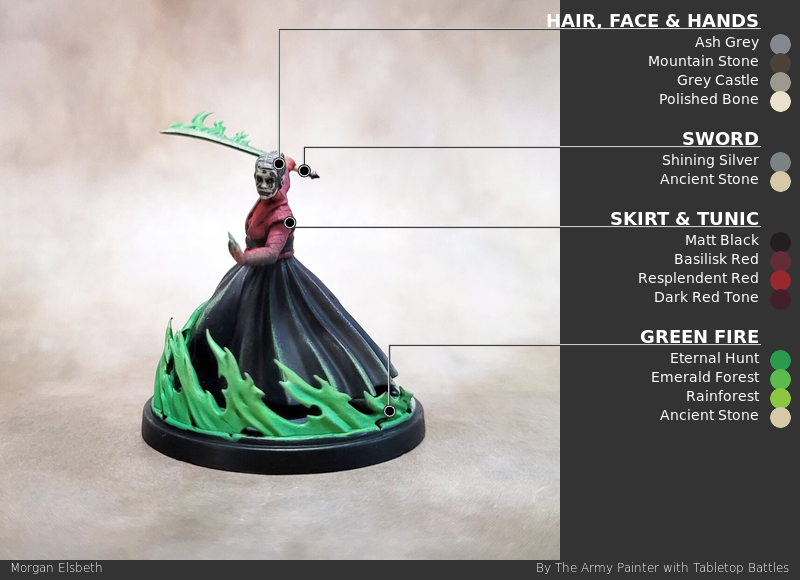 HAIR, FACE & HANDS
Ash Grey
Mountain Stone
Grey Castle
Polished Bone
SWORD
Shining Silver
Ancient Stone
SKIRT & TUNIC
Matt Black
Basilisk Red
Resplendent Red
Dark Red Tone
GREEN FIRE
Eternal Hunt
Emerald Forest
Rainforest
Ancient Stone
Morgan Elsbeth
By The Army Painter with Tabletop Battles